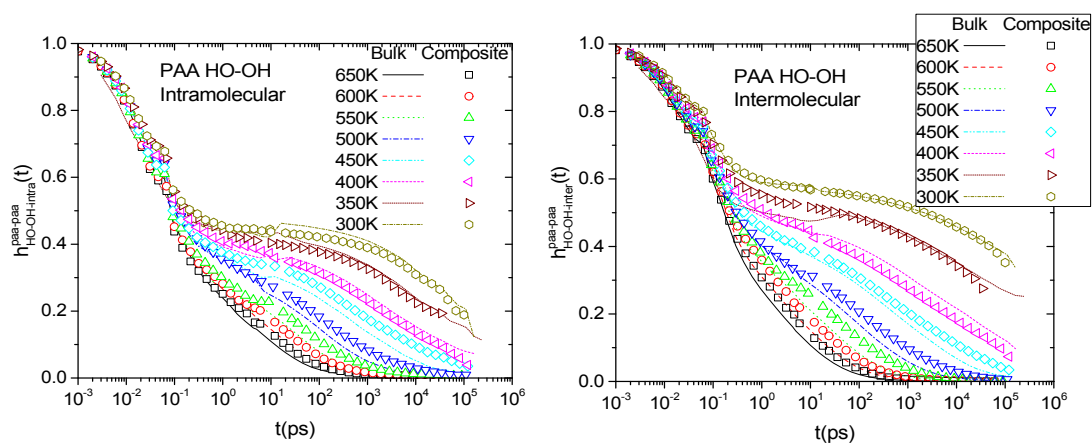 Bulk Composite
PAA HO-OH
Intramolecular
650K
600K
550K
500K
450K
400K
350K
300K
1.0
0.8
0.6
0.4
0.2
0.0
h^{paa-paa}_{HO-OH-intra}(t)
10^{-3} 10^{-2} 10^{-1} 10^{0} 10^{1} 10^{2} 10^{3} 10^{4} 10^{5} 10^{6}
t(ps)
Bulk Composite
PAA HO-OH
Intermolecular
650K
600K
550K
500K
450K
400K
350K
300K
1.0
0.8
0.6
0.4
0.2
0.0
h^{paa-paa}_{HO-OH-inter}(t)
10^{-3} 10^{-2} 10^{-1} 10^{0} 10^{1} 10^{2} 10^{3} 10^{4} 10^{5} 10^{6}
t(ps)